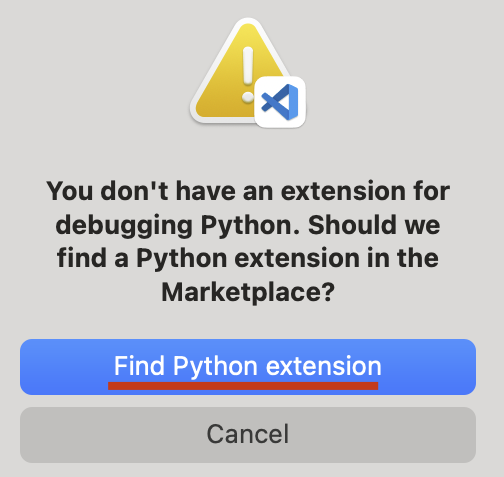 You don't have an extension for
debugging Python. Should we
find a Python extension in the
Marketplace?
Find Python extension
Cancel